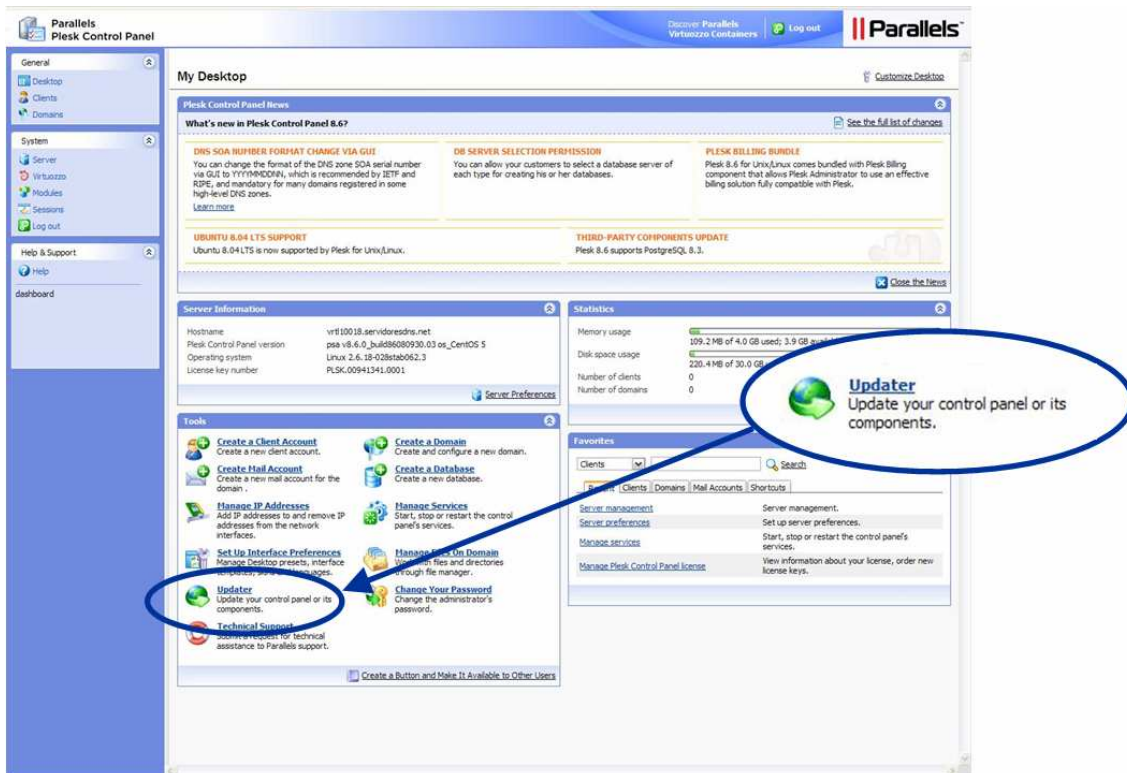 Parallels
Plesk Control Panel
Discover Parallels
Virtuozzo Containers
Log out
Parallels™
General
Desktop
Clients
Domains
System
Server
Virtuozzo
Modules
Sessions
Log out
Help & Support
Help
dashboard
My Desktop
Customize Desktop
Plesk Control Panel News
What's new in Plesk Control Panel 8.6?
See the full list of changes
DNS SOA NUMBER FORMAT CHANGE VIA GUI
You can change the format of the DNS zone SOA serial number
via GUI to YYYYMMDDNN, which is recommended by IETF and
RIPE, and mandatory for many domains registered in some
high-level DNS zones.
Learn more
DB SERVER SELECTION PERMISSION
You can allow your customers to select a database server of
each type for creating his or her databases.
PLESK BILLING BUNDLE
Plesk 8.6 for Unix/Linux comes bundled with Plesk Billing
component that allows Plesk Administrator to use an effective
billing solution fully compatible with Plesk.
UBUNTU 8.04 LTS SUPPORT
Ubuntu 8.04 LTS is now supported by Plesk for Unix/Linux.
THIRD-PARTY COMPONENTS UPDATE
Plesk 8.6 supports PostgreSQL 8.3.
Close the News
Server Information
Hostname vrtl10018.servidoresdns.net
Plesk Control Panel version psa v8.6.0_build86080930.03 os_CentOS 5
Operating system Linux 2.6.18-028stab062.3
License key number PLSK.00941341.0001
Server Preferences
Statistics
Memory usage
109.2 MB of 4.0 GB used; 3.9 GB
Disk space usage
220.4 MB of 30.0 GB
Number of clients 0
Number of domains 0
Updater
Update your control panel or its
components.
Tools
Create a Client Account
Create a new client account.
Create a Domain
Create and configure a new domain.
Create Mail Account
Create a new mail account for the
domain .
Create a Database
Create a new database.
Manage IP Addresses
Add IP addresses to and remove IP
addresses from the network
interfaces.
Manage Services
Start, stop or restart the control
panel's services.
Set Up Interface Preferences
Manage Desktop presets, interface
Manage Files On Domain
Work with files and directories
through file manager.
Updater
Update your control panel or its
components.
Change Your Password
Change the administrator's
password.
Technical Support
Submit a request for technical
assistance to Parallels support.
Create a Button and Make It Available to Other Users
Favorites
Clients
Search
Clients Domains Mail Accounts Shortcuts
Server management Server management.
Server preferences Set up server preferences.
Manage services Start, stop or restart the control panel's
services.
Manage Plesk Control Panel license View information about your license, order new
license keys.